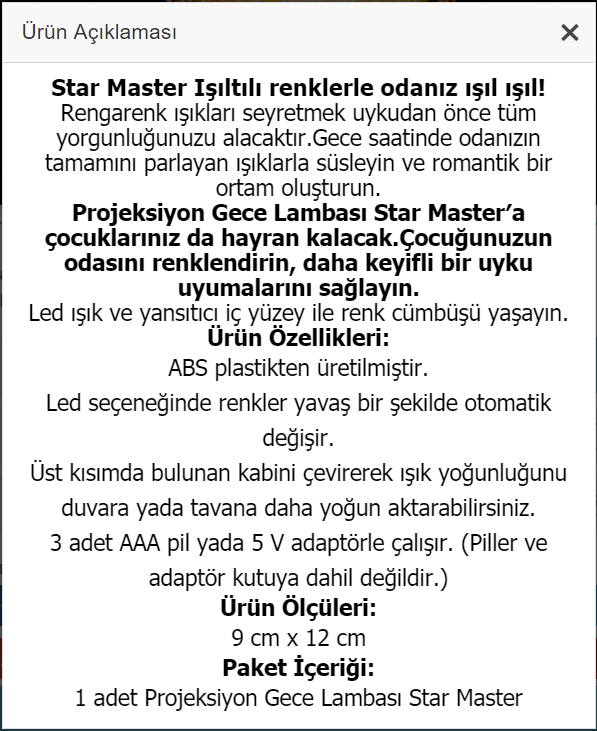 Ürün Açıklaması
Star Master Işıltılı renklerle odanız ışıl ışıl!
Rengarenk ışıkları seyretmek uykudan önce tüm
yorgunluğunuzu alacaktır.Gece saatinde odanızın
tamamını parlayan ışıklarla süsleyin ve romantik bir
ortam oluşturun.
Projeksiyon Gece Lambası Star Master’a
çocuklarınız da hayran kalacak.Çocuğunuzun
odasını renklendirin, daha keyifli bir uyku
uyumalarını sağlayın.
Led ışık ve yansıtıcı iç yüzey ile renk cümbüşü yaşayın.
Ürün Özellikleri:
ABS plastikten üretilmiştir.
Led seçeneğinde renkler yavaş bir şekilde otomatik
değişir.
Üst kısımda bulunan kabini çevirerek ışık yoğunluğunu
duvara yada tavana daha yoğun aktarabilirsiniz.
3 adet AAA pil yada 5 V adaptörle çalışır. (Piller ve
adaptör kutuya dahil değildir.)
Ürün Ölçüleri:
9 cm x 12 cm
Paket İçeriği:
1 adet Projeksiyon Gece Lambası Star Master